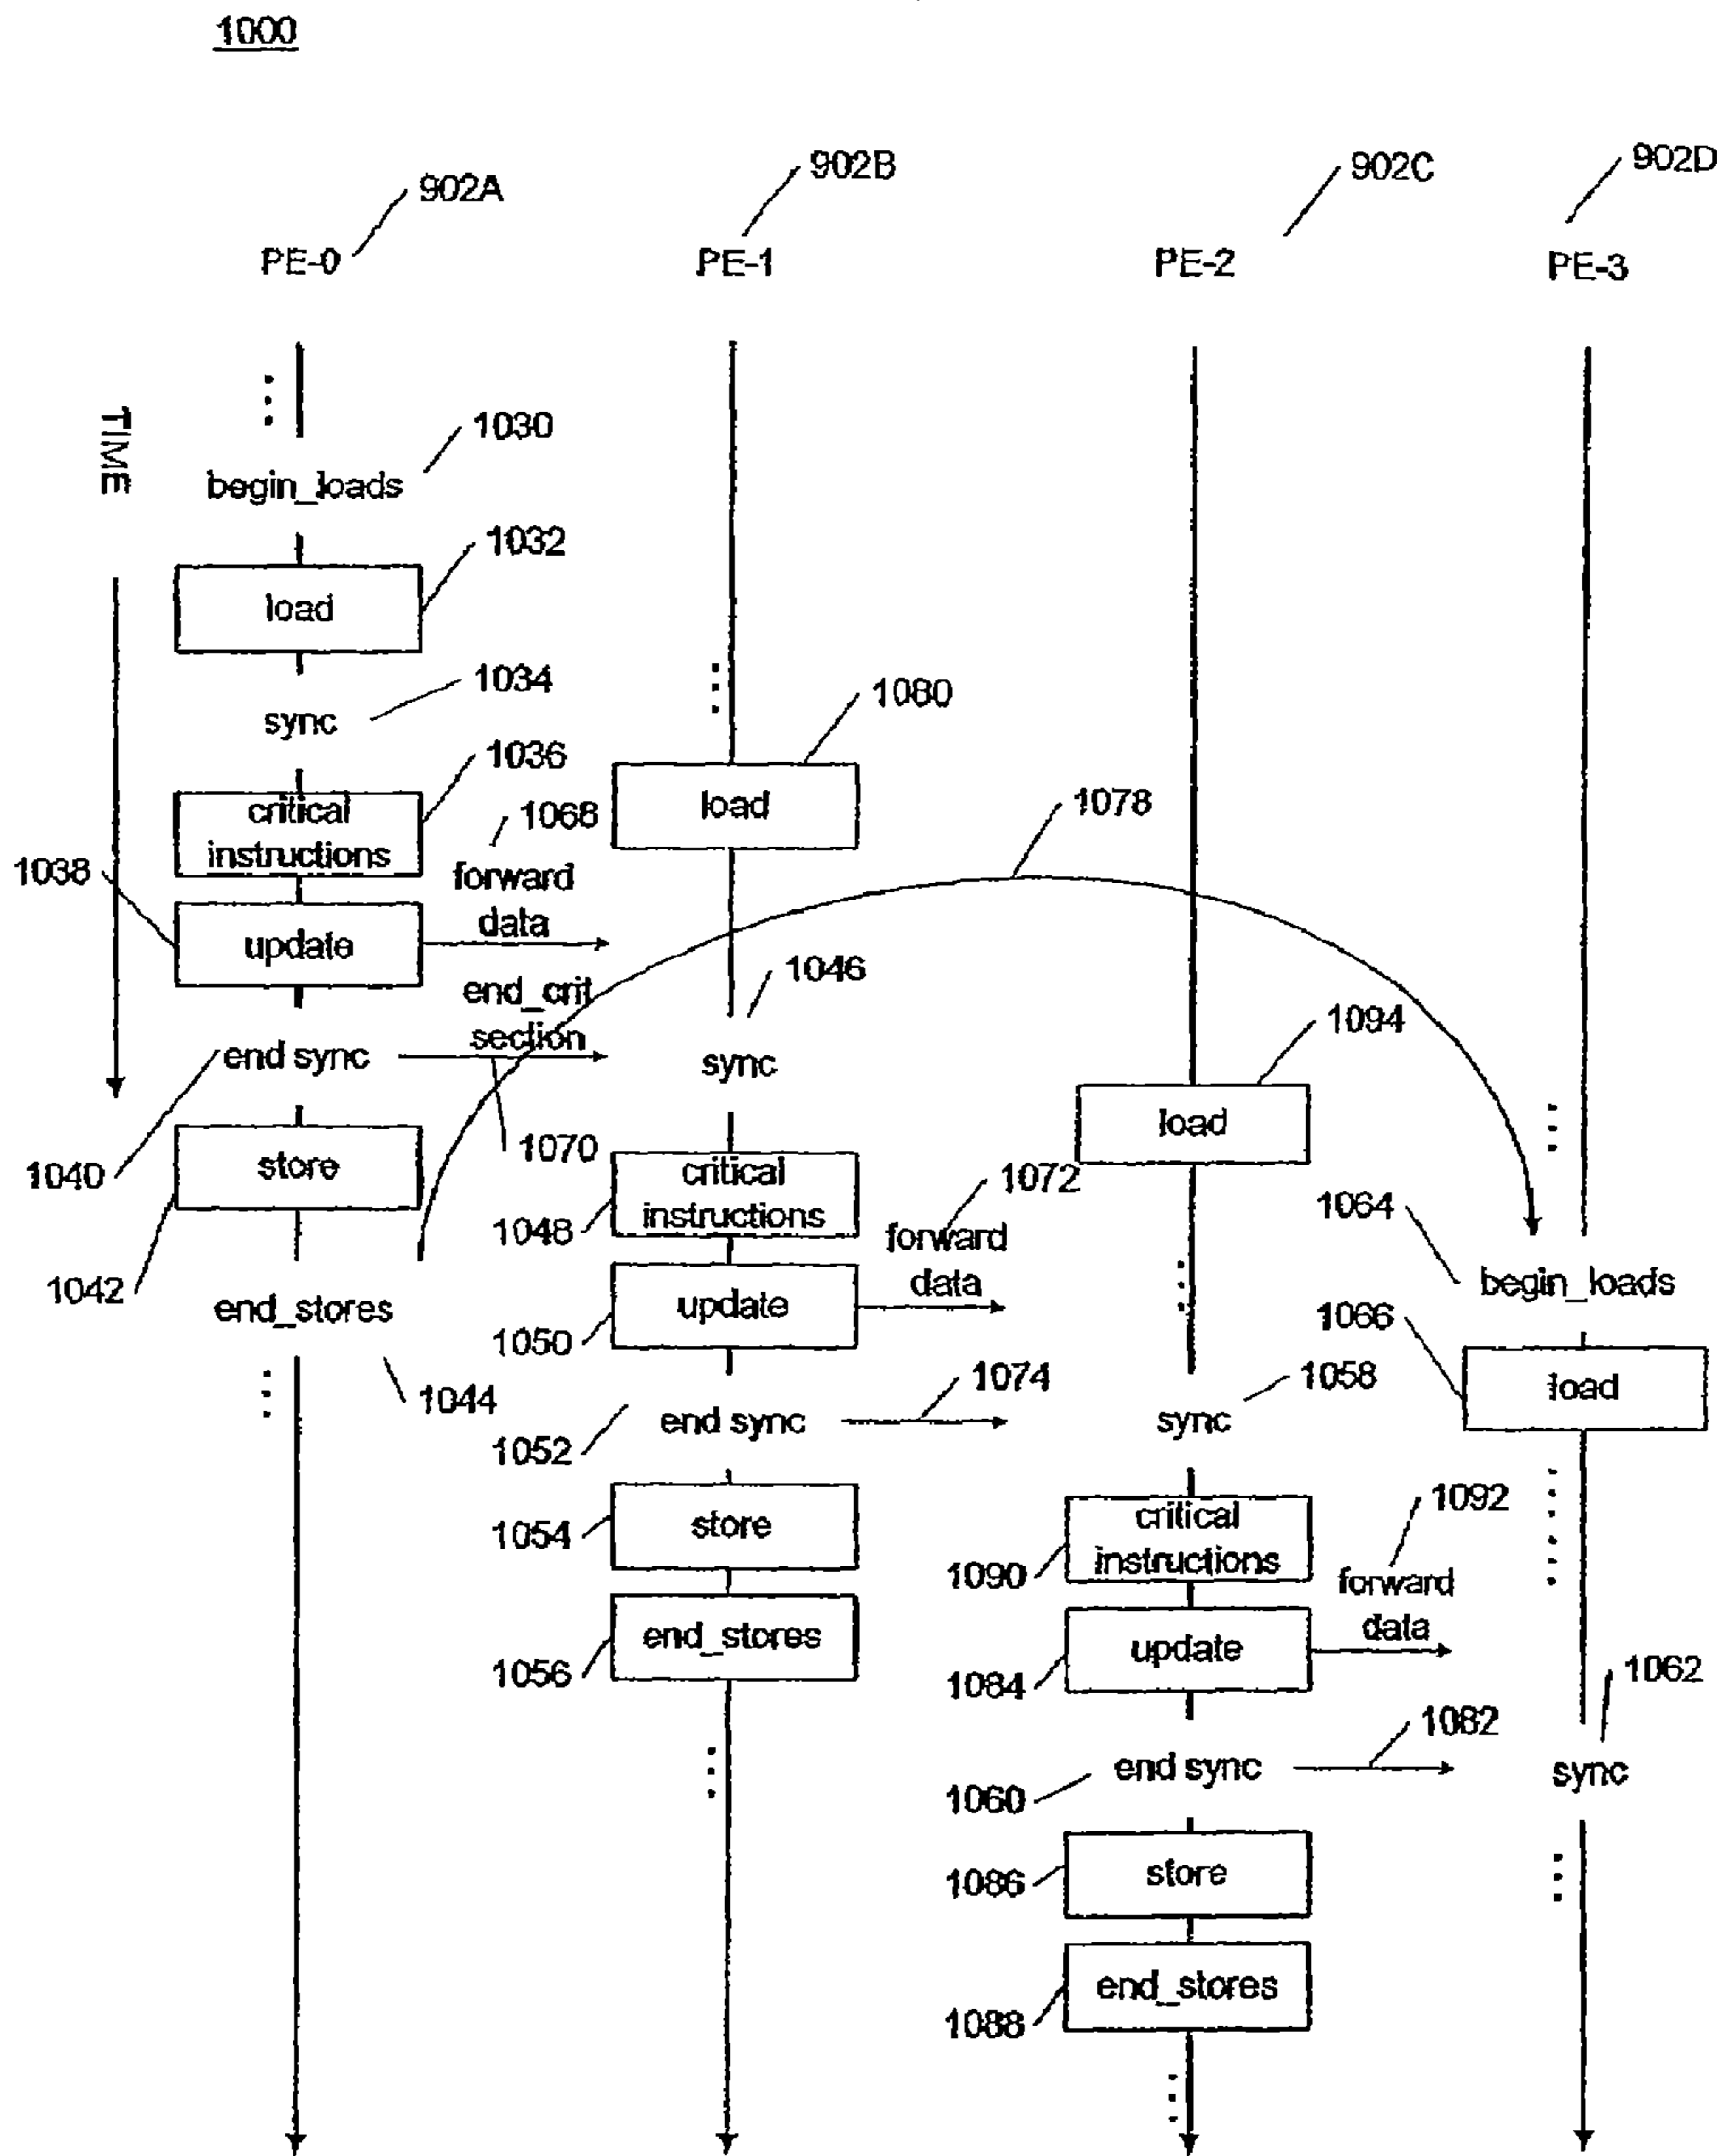 1000
902A
902B
902C
902D
PE-0
PE-1
PE-2
PE-3
TIME
1030
begin_loads
1032
load
1034
sync
1080
load
1036
critical
instructions
1068
forward
data
1078
1038
update
1046
end_crit
section
1094
1040
end sync
sync
load
1070
1042
store
1048
critical
instructions
1072
forward
data
1064
begin_loads
end_stores
1044
1050
update
1066
load
1074
1058
1052
end sync
sync
1054
store
1090
critical
instructions
1092
forward
data
1056
end_stores
1084
update
1062
1082
1060
end sync
sync
1086
store
1088
end_stores